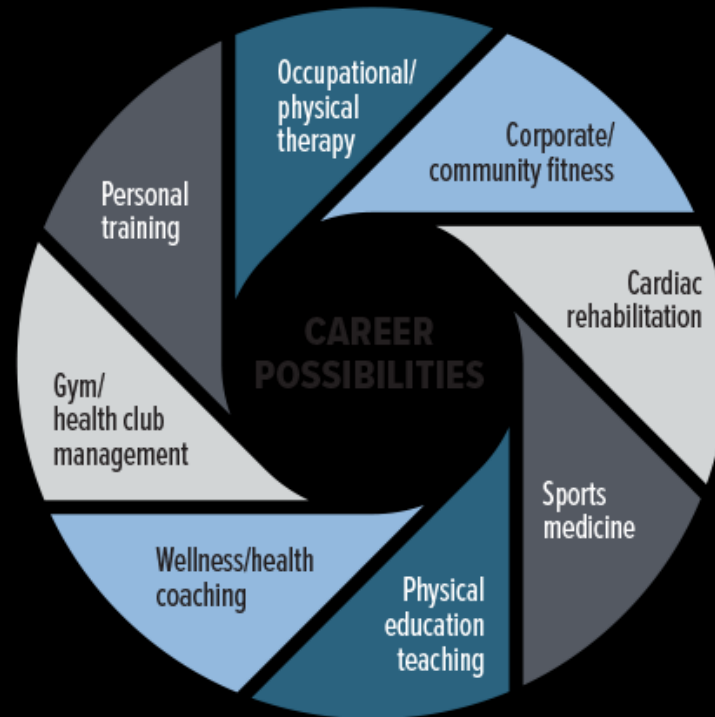 Occupational/
physical
therapy
Corporate/
community fitness
Cardiac
rehabilitation
Sports
medicine
Physical
education
teaching
Wellness/health
coaching
Gym/
health club
management
Personal
training
CAREER
POSSIBILITIES